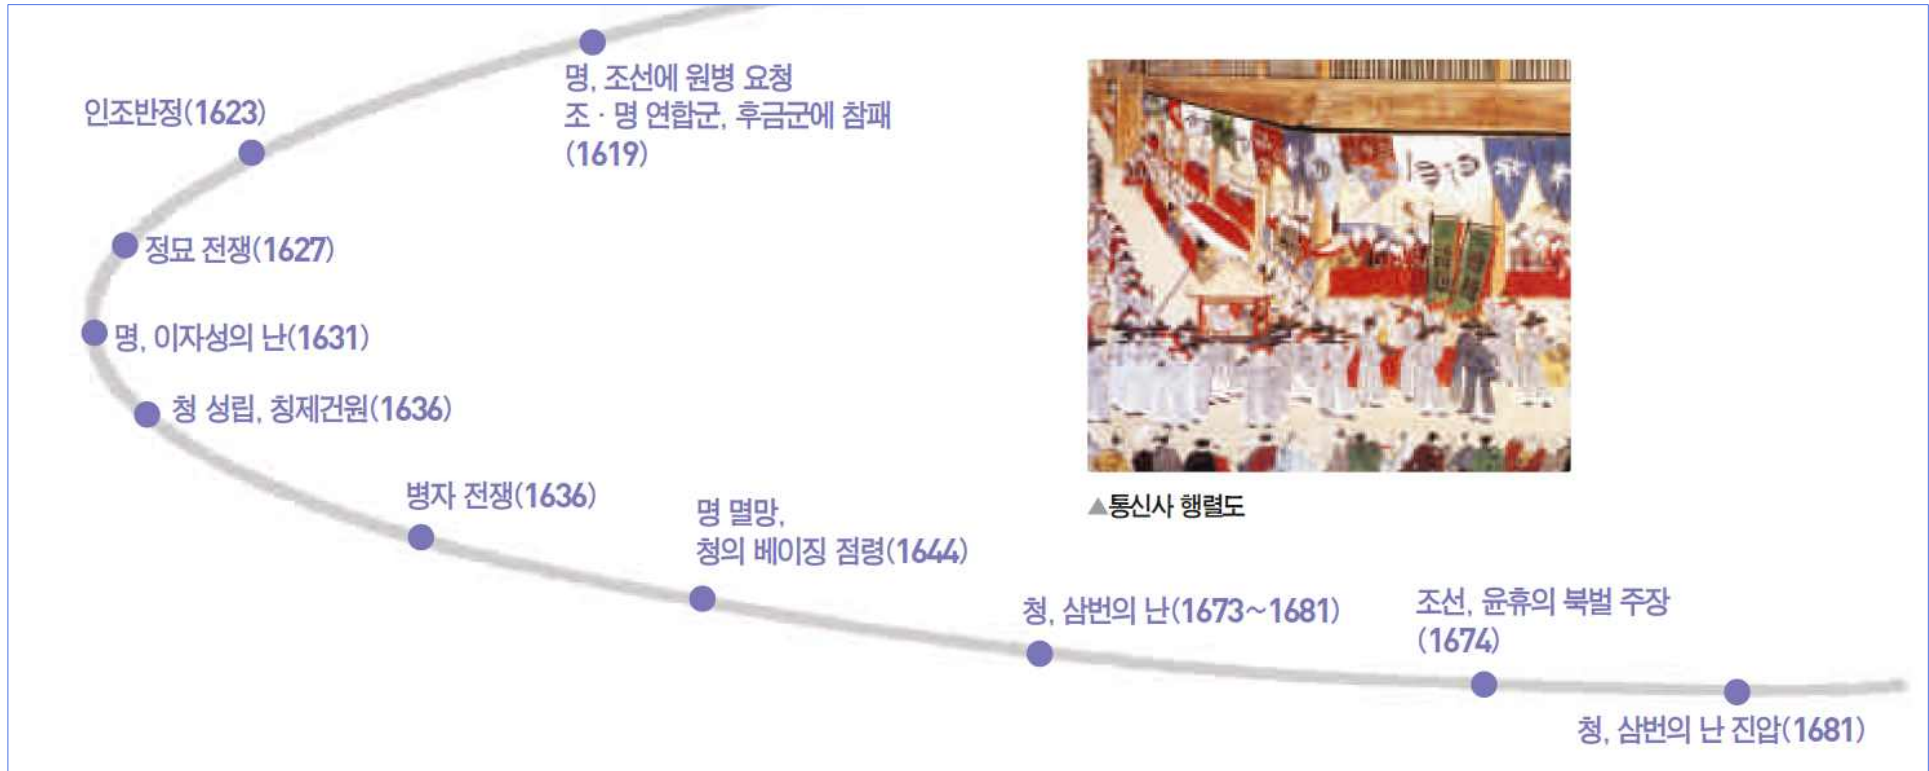 명, 조선에 원병 요청
조·명 연합군, 후금군에 참패
(1619)
인조반정(1623)
정묘 전쟁(1627)
명, 이자성의 난(1631)
청 성립, 칭제건원(1636)
병자 전쟁(1636)
명 멸망,
청의 베이징 점령(1644)
▲통신사 행렬도
청, 삼번의 난(1673~1681)
조선, 윤휴의 북벌 주장
(1674)
청, 삼번의 난 진압(1681)